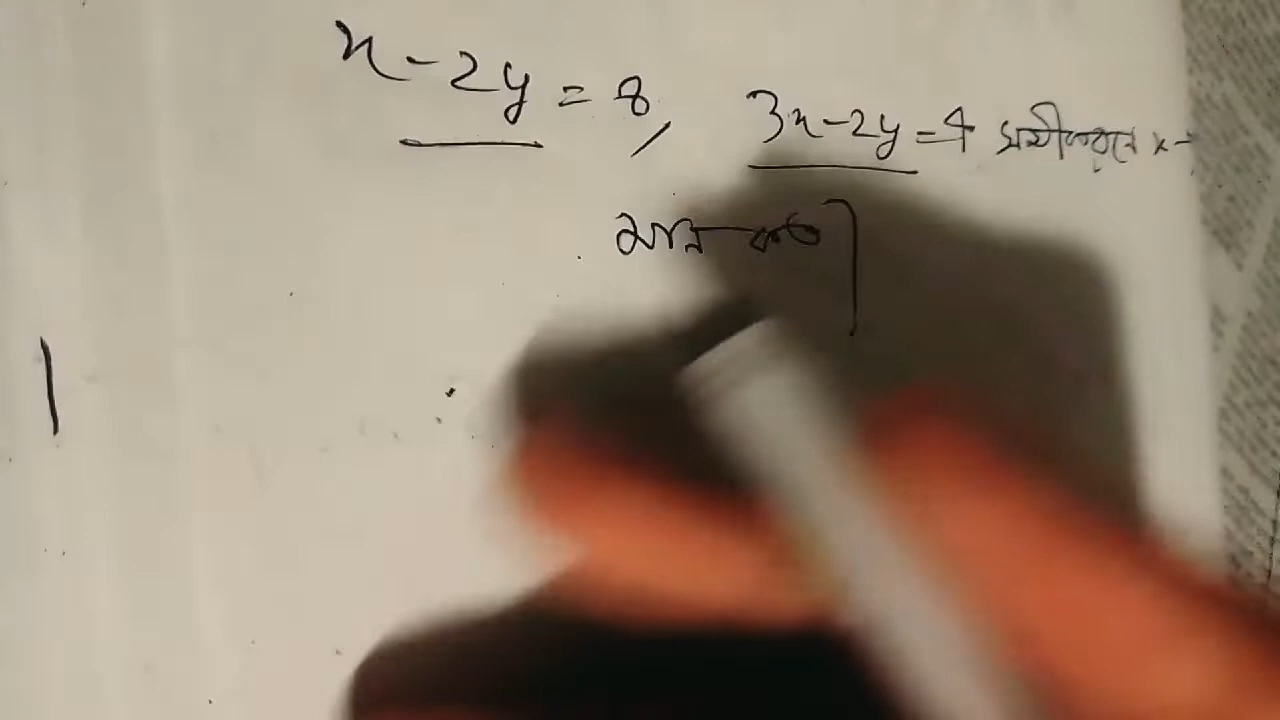 x - 2y = 8, 3x - 2y = 4 সমীকরণে x -
মান কত